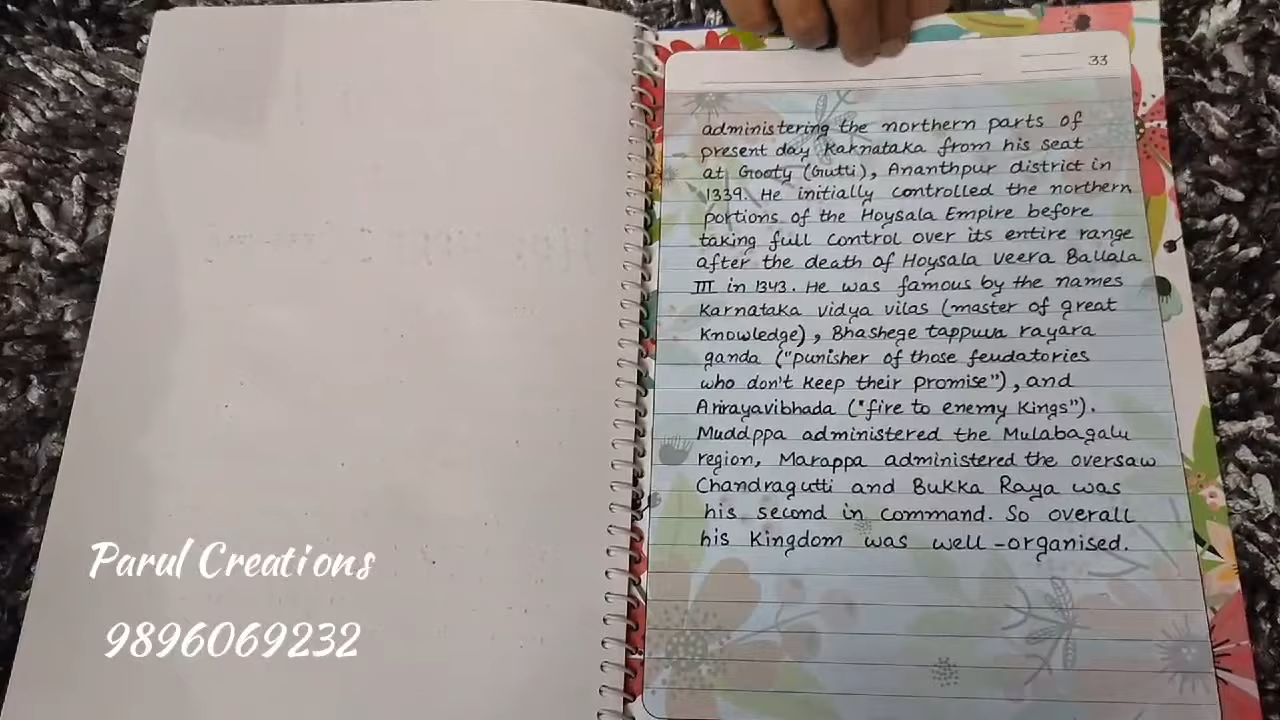 33
administering the northern parts of
present day Karnataka from his seat
at Gooty (Gutti), Ananthpur district in
1339. He initially controlled the northern
portions of the Hoysala Empire before
taking full control over its entire range
after the death of Hoysala veera Ballala
III in 1343. He was famous by the names
Karnataka vidya vilas (master of great
Knowledge), Bhashege tappuva rayara
ganda ("punisher of those feudatories
who don't keep their promise"), and
Arirayavibhada ("fire to enemy Kings").
Muddppa administered the Mulabagalu
region, Marappa administered the oversaw
Chandragutti and Bukka Raya was
his second in command. So overall
his Kingdom was well-organised.
Parul Creations
9896069232